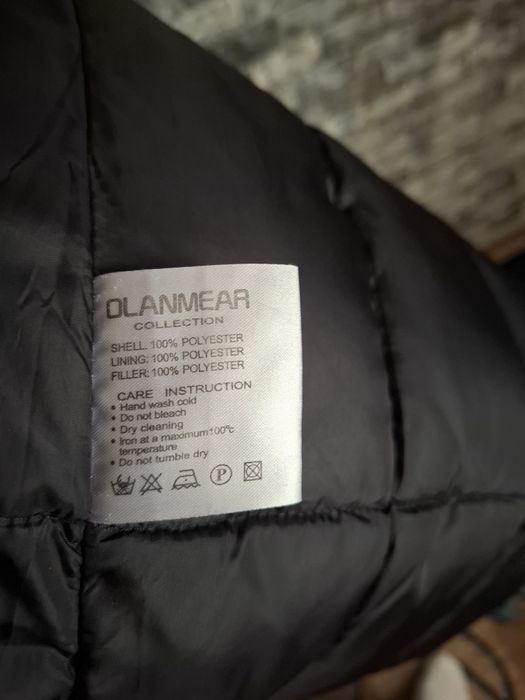 OLANMEAR
COLLECTION
SHELL: 100% POLYESTER
LINING: 100% POLYESTER
FILLER: 100% POLYESTER
CARE INSTRUCTION
• Hand wash cold
• Do not bleach
• Dry cleaning
• Iron at a maximum100°c
temperature
• Do not tumble dry
P